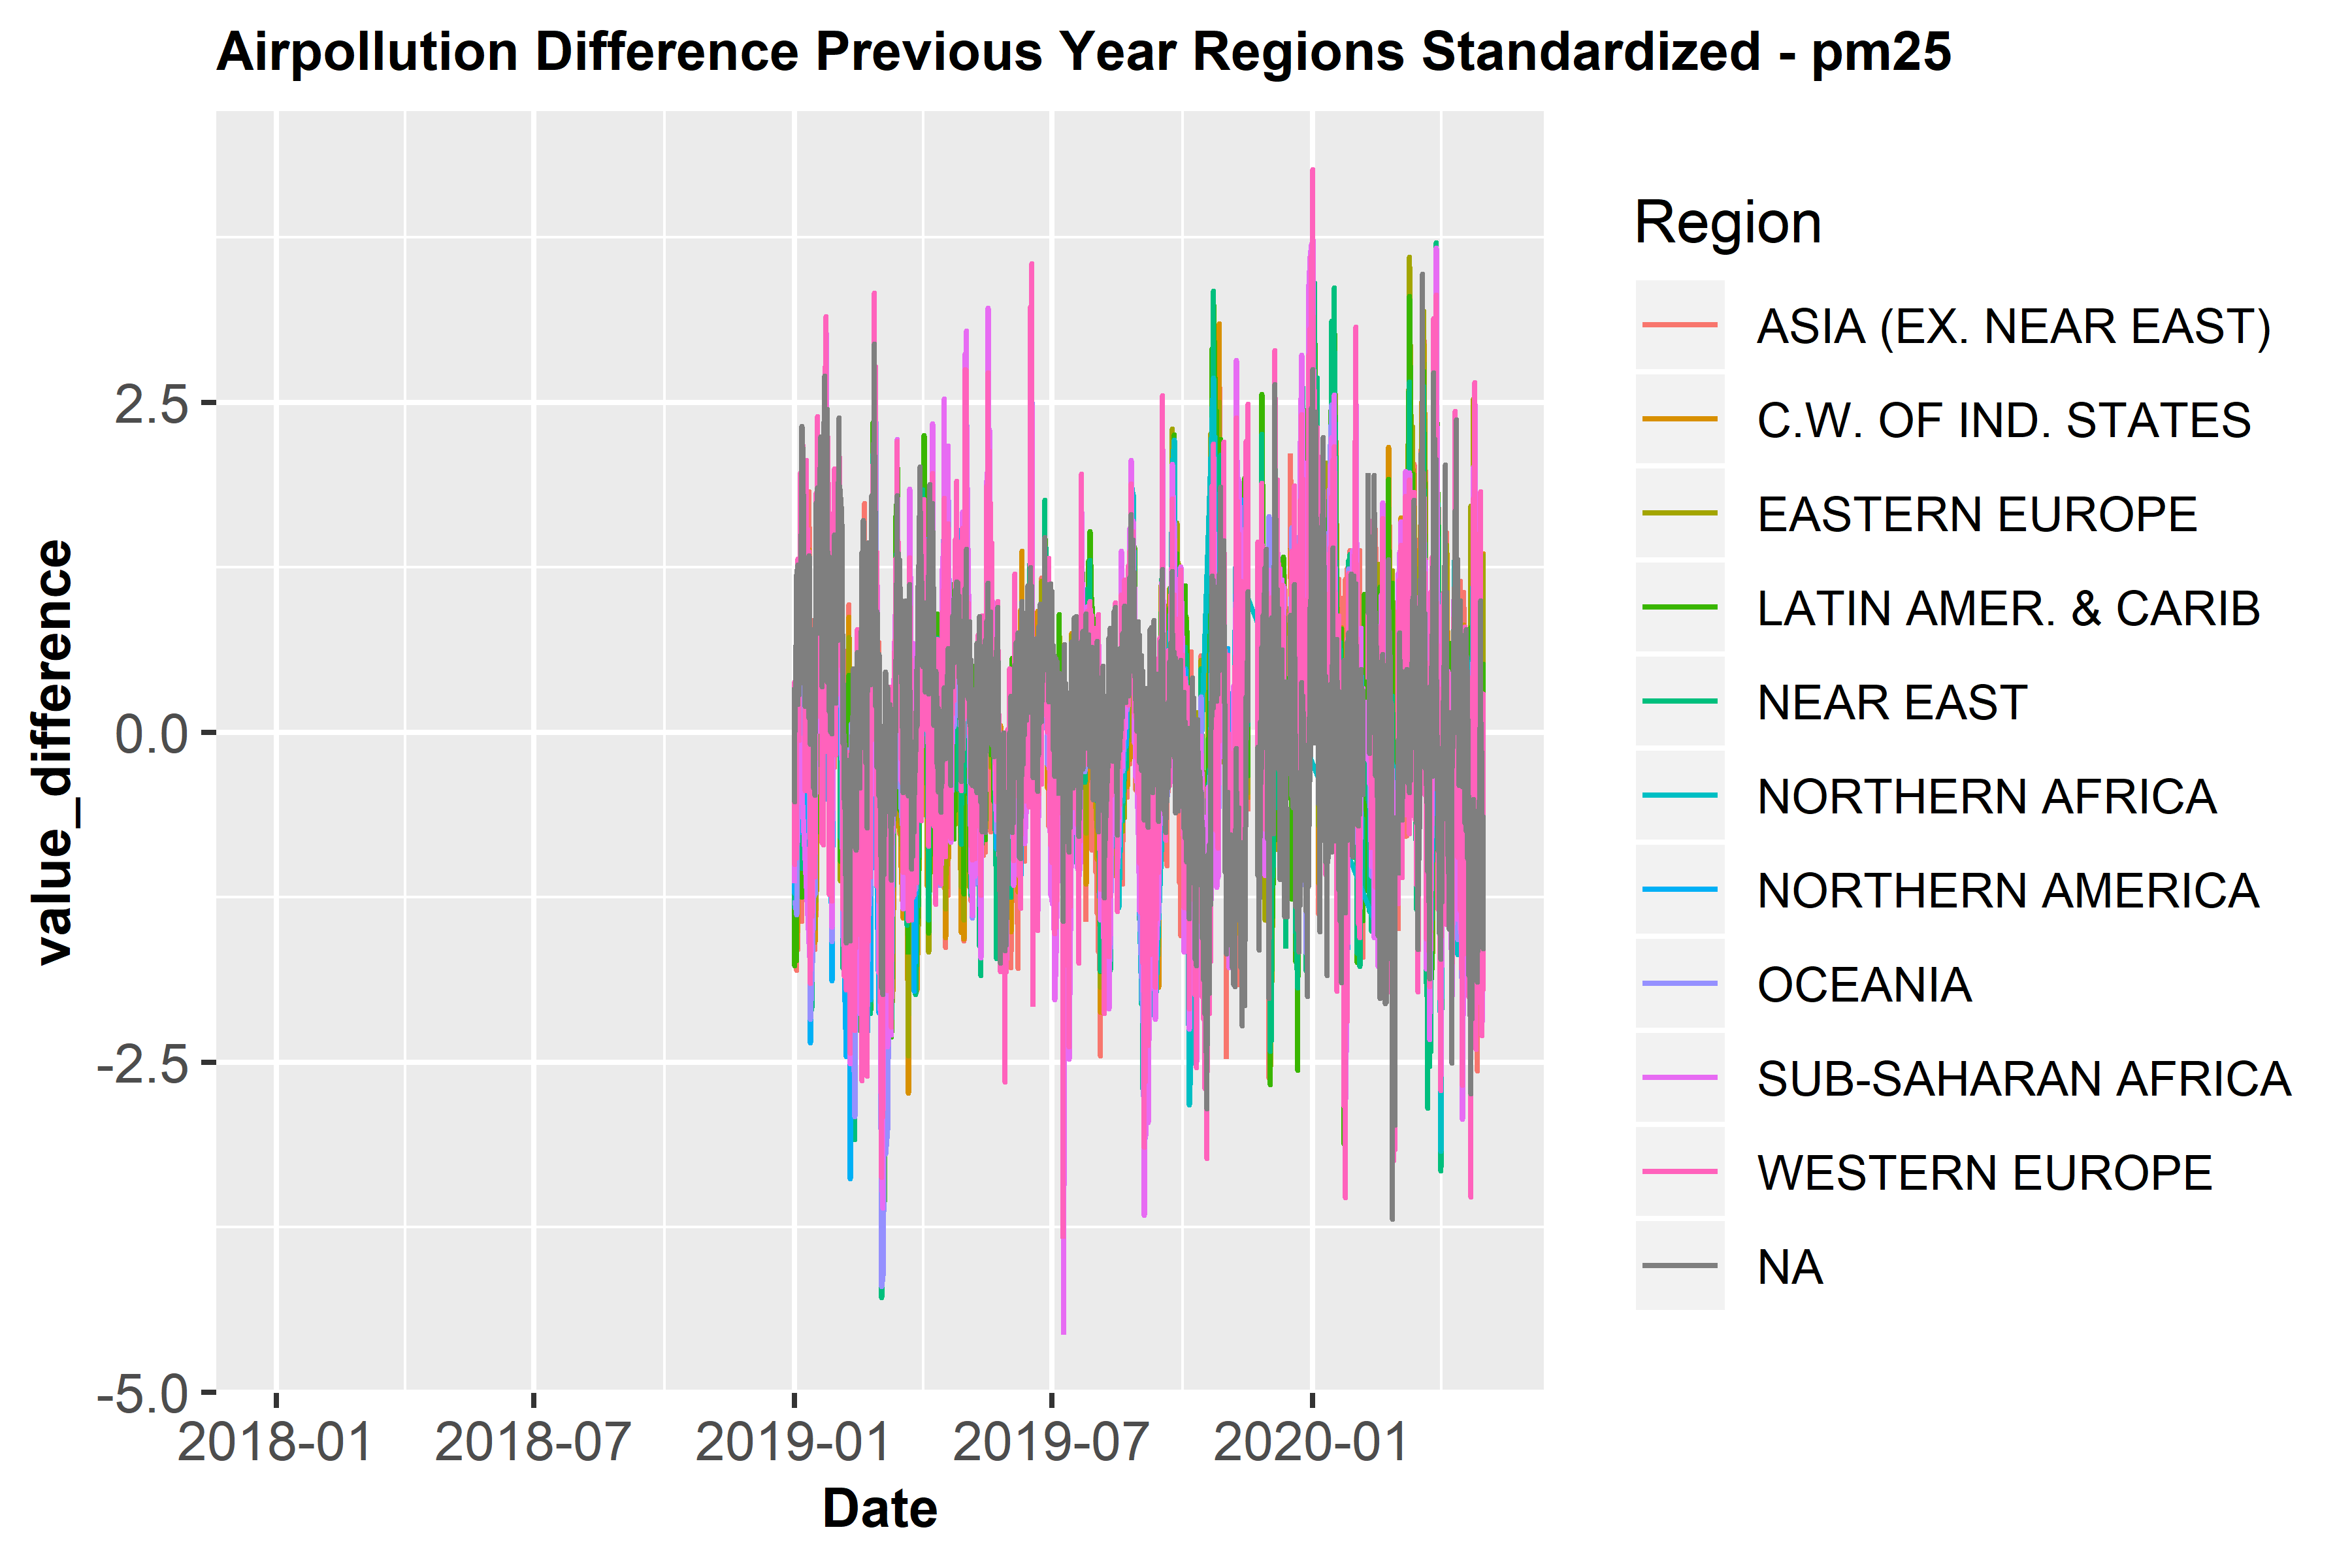 Airpollution Difference Previous Year Regions Standardized - pm25
value_difference
2.5
0.0
-2.5
-5.0
2018-01
2018-07
2019-01
2019-07
2020-01
Date
Region
ASIA (EX. NEAR EAST)
C.W. OF IND. STATES
EASTERN EUROPE
LATIN AMER. & CARIB
NEAR EAST
NORTHERN AFRICA
NORTHERN AMERICA
OCEANIA
SUB-SAHARAN AFRICA
WESTERN EUROPE
NA